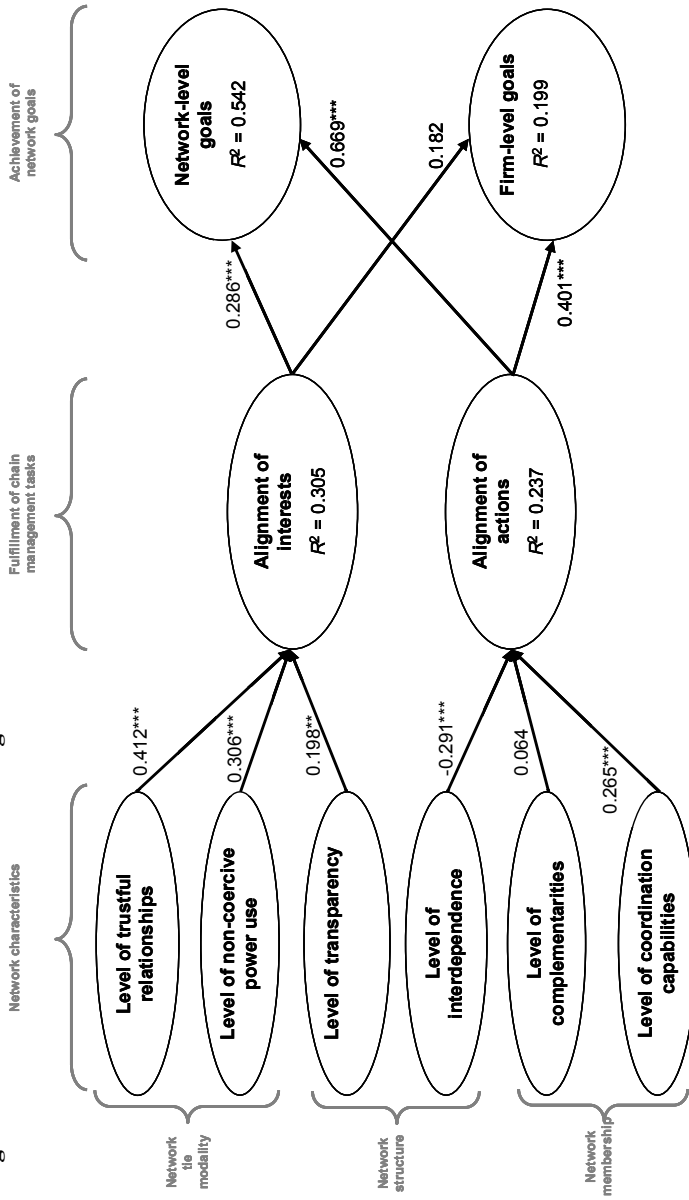 Network characteristics
Fulfillment of chain
management tasks
Achievement of
network goals
Network
tie
modality
Network
structure
Network
membership
Level of trustful
relationships
Level of non-coercive
power use
Level of transparency
Level of
interdependence
Level of
complementarities
Level of coordination
capabilities
0.412***
0.306***
0.198**
-0.291***
0.064
0.265***
Alignment of
interests
R² = 0.305
Alignment of
actions
R² = 0.237
0.286***
0.669***
0.182
0.401***
Network-level
goals
R² = 0.542
Firm-level goals
R² = 0.199